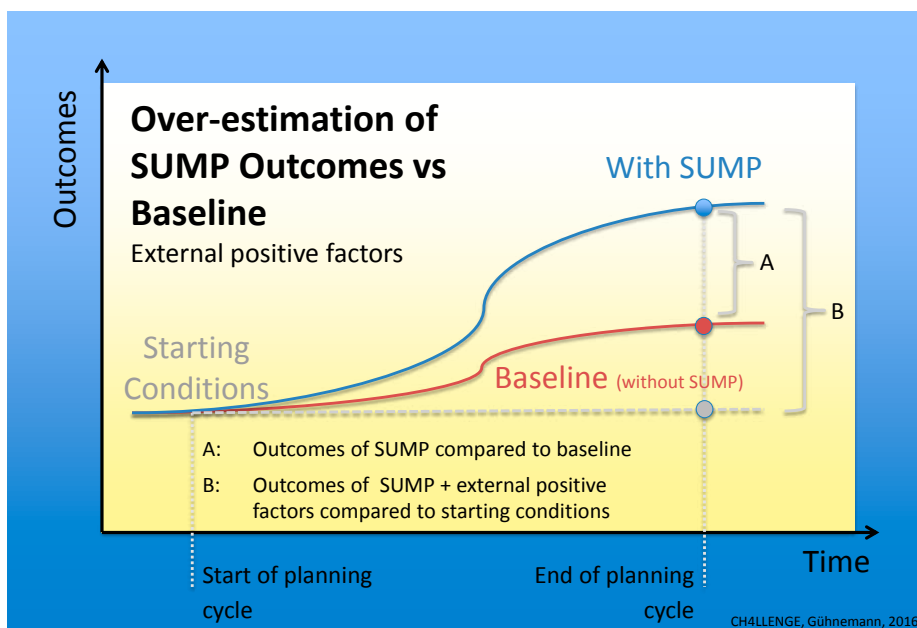 Outcomes
Over-estimation of
SUMP Outcomes vs
Baseline
External positive factors
With SUMP
A
B
Starting
Conditions
Baseline (without SUMP)
A: Outcomes of SUMP compared to baseline
B: Outcomes of SUMP + external positive
factors compared to starting conditions
Time
Start of planning
cycle
End of planning
cycle
CH4LLENGE, Gühnemann, 2016